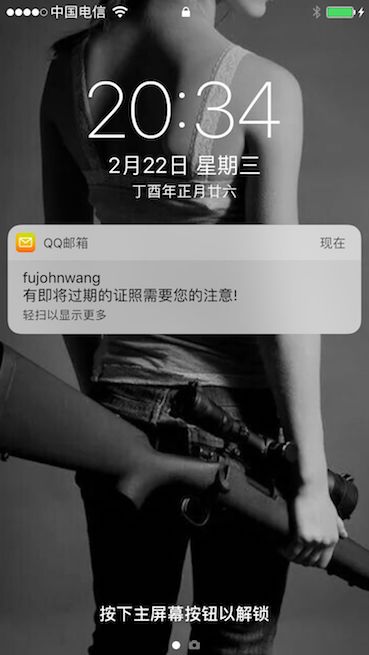 中国电信
20:34
2月22日 星期三
丁酉年正月廿六
QQ邮箱 现在
fujohnwang
有即将过期的证照需要您的注意!
轻扫以显示更多
按下主屏幕按钮以解锁